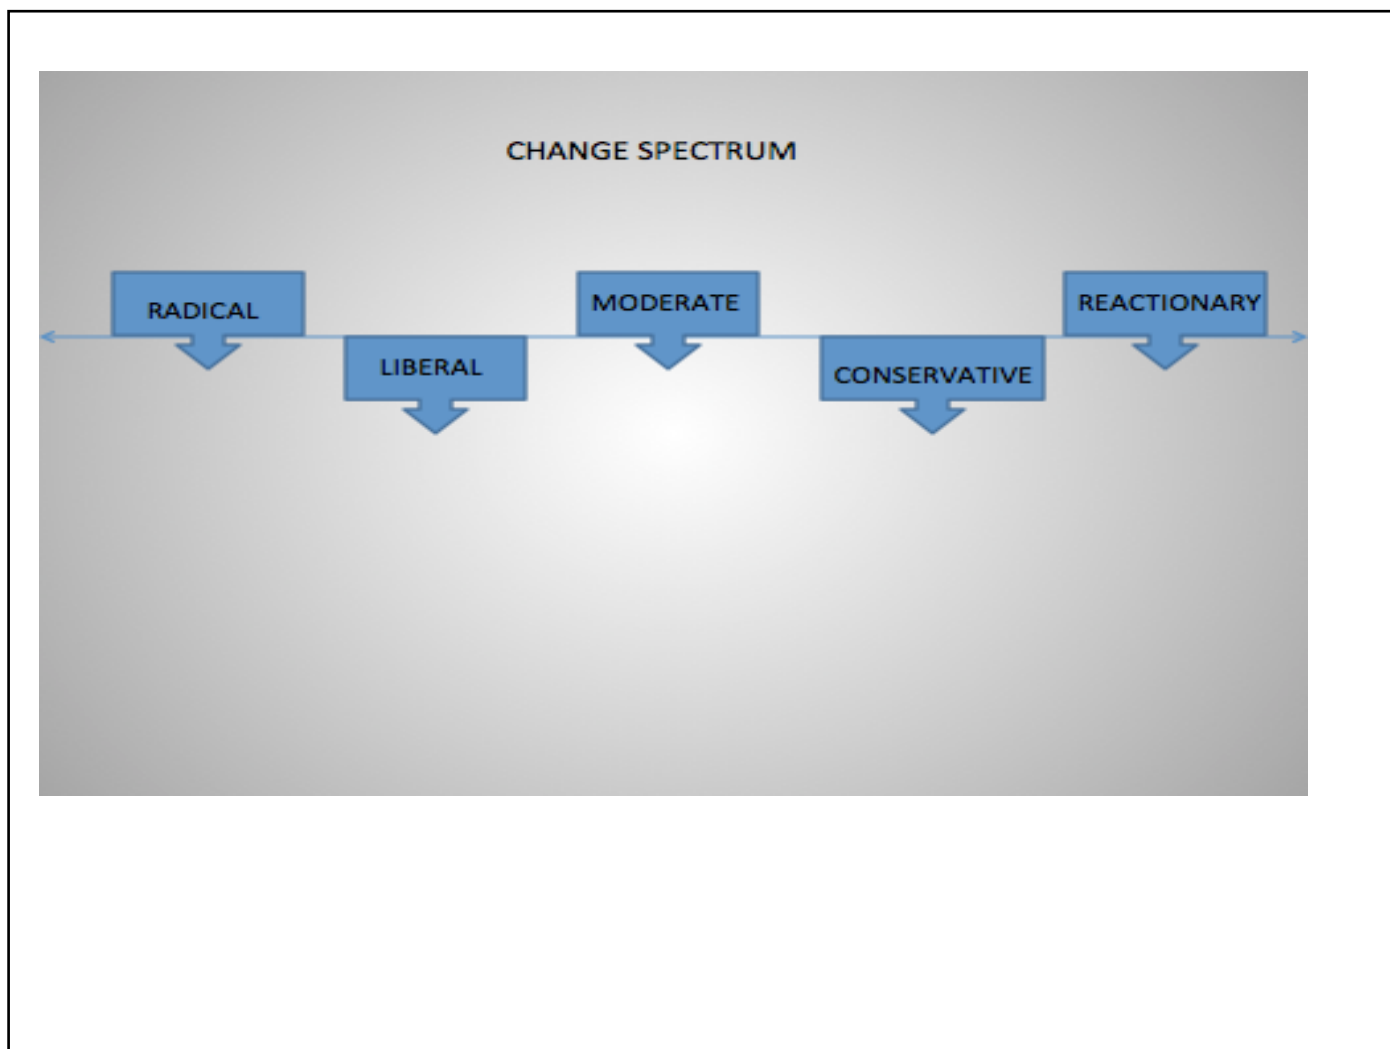 CHANGE SPECTRUM
RADICAL
LIBERAL
MODERATE
CONSERVATIVE
REACTIONARY